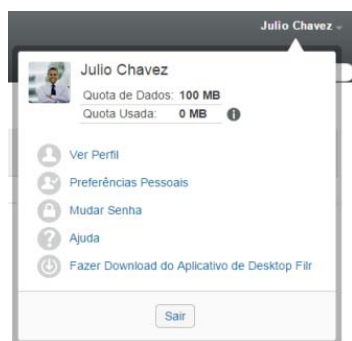 Julio Chavez
Julio Chavez
Quota de Dados: 100 MB
Quota Usada: 0 MB
Ver Perfil
Preferências Pessoais
Mudar Senha
Ajuda
Fazer Download do Aplicativo de Desktop Filr
Sair